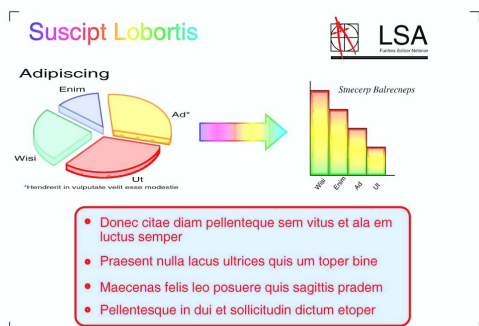 Suscipt Lobortis
LSA
Adipiscing
Enim
Ad*
Wisi
Ut
*Hendrerit in vulputate velit esse modestie
Smecerp Balrecneps
Wisi
Enim
Ad
Ut
Donec citae diam pellenteque sem vitus et ala em
luctus semper
Praesent nulla lacus ultrices quis um toper bine
Maecenas felis leo posuere quis sagittis pradem
Pellentesque in dui et sollicitudin dictum etoper